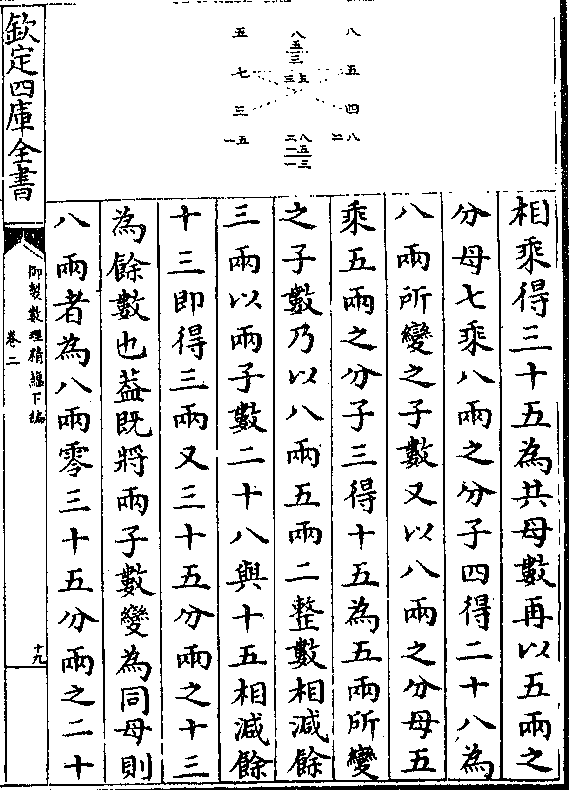 八
五
四
二八
八
五
三
三五
二八
一五
一三
五
七
三
一五
相乘得三十五為共母數再以五兩之
分母七乘八兩之分子四得二十八為
八兩所變之子數又以八兩之分母五
乘五兩之分子三得十五為五兩所變
之子數乃以八兩五兩二整數相減餘
三兩以兩子數二十八與十五相減餘
十三即得三兩又三十五分兩之十三
為餘數也葢既將兩子數變為同母則
八兩者為八兩零三十五分兩之二十
欽定四庫全書
御製數理精蘊下編
卷二
十九